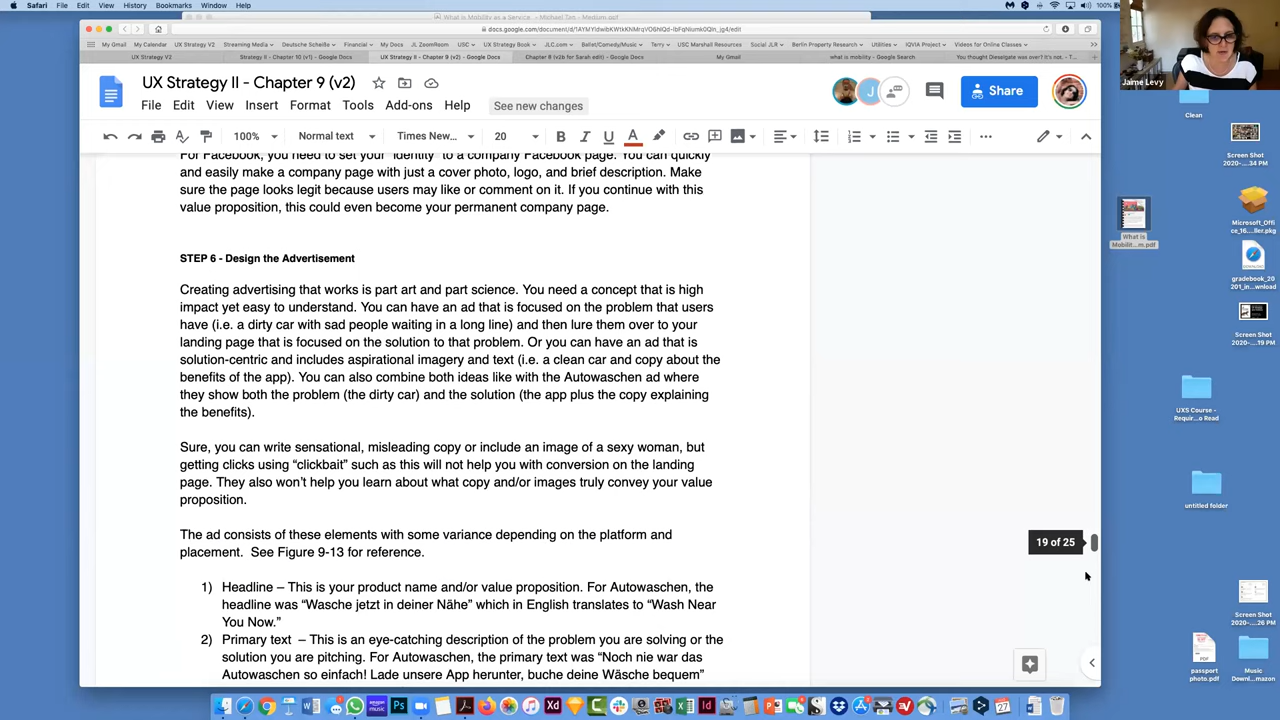 Safari File Edit View History Bookmarks Window Help 100%
What is Mobility as a Service - Michael Tan - Medium.pdf
UX Strategy V2 Streaming Media Deutsche Scheiße Financial My Docs JL ZoomRoom USC UX Strategy Book JLC.com Ballet/Comedy/Music Terry USC Marshall Resources Social JLR Berlin Property Research Utilities IQVIA Project Videos for Online Classes
My Gmail My Calendar
UX Strategy V2 UX Strategy II - Chapter 10 (v1) - Google Docs UX Strategy II - Chapter 9 (v2) - Google Docs Chapter 9 (v2b for Sarah edit) - Google Docs My Gmail what is mobility - Google Search You thought Dieselgate was over? It's not. - T...
UX Strategy II - Chapter 9 (v2)
File Edit View Insert Format Tools Add-ons Help See new changes
Share
100% Normal text Times New... 20 B I U A
For Facebook, you need to set your "Identity" to a company Facebook page. You can quickly
and easily make a company page with just a cover photo, logo, and brief description. Make
sure the page looks legit because users may like or comment on it. If you continue with this
value proposition, this could even become your permanent company page.
STEP 6 - Design the Advertisement
Creating advertising that works is part art and part science. You need a concept that is high
impact yet easy to understand. You can have an ad that is focused on the problem that users
have (i.e. a dirty car with sad people waiting in a long line) and then lure them over to your
landing page that is focused on the solution to that problem. Or you can have an ad that is
solution-centric and includes aspirational imagery and text (i.e. a clean car and copy about the
benefits of the app). You can also combine both ideas like with the Autowaschen ad where
they show both the problem (the dirty car) and the solution (the app plus the copy explaining
the benefits).
Sure, you can write sensational, misleading copy or include an image of a sexy woman, but
getting clicks using “clickbait” such as this will not help you with conversion on the landing
page. They also won’t help you learn about what copy and/or images truly convey your value
proposition.
The ad consists of these elements with some variance depending on the platform and
placement. See Figure 9-13 for reference.
1) Headline – This is your product name and/or value proposition. For Autowaschen, the
headline was “Wasche jetzt in deiner Nähe” which in English translates to “Wash Near
You Now.”
2) Primary text – This is an eye-catching description of the problem you are solving or the
solution you are pitching. For Autowaschen, the primary text was “Noch nie war das
Autowaschen so einfach! Lade unsere App herunter, buche deine Wäsche bequem”
19 of 25
Jaime Levy
Clean
Screen Shot
2020-....34 PM
What is
Mobilit...m.pdf
Microsoft_Offi
ce_16....ller.pkg
gradebook_20
201_in...wnload
Screen Shot
2020-...19 PM
UXS Course -
Requir...o Read
untitled folder
Screen Shot
2020-...26 PM
passport
photo.pdf
Music
Down...mazon